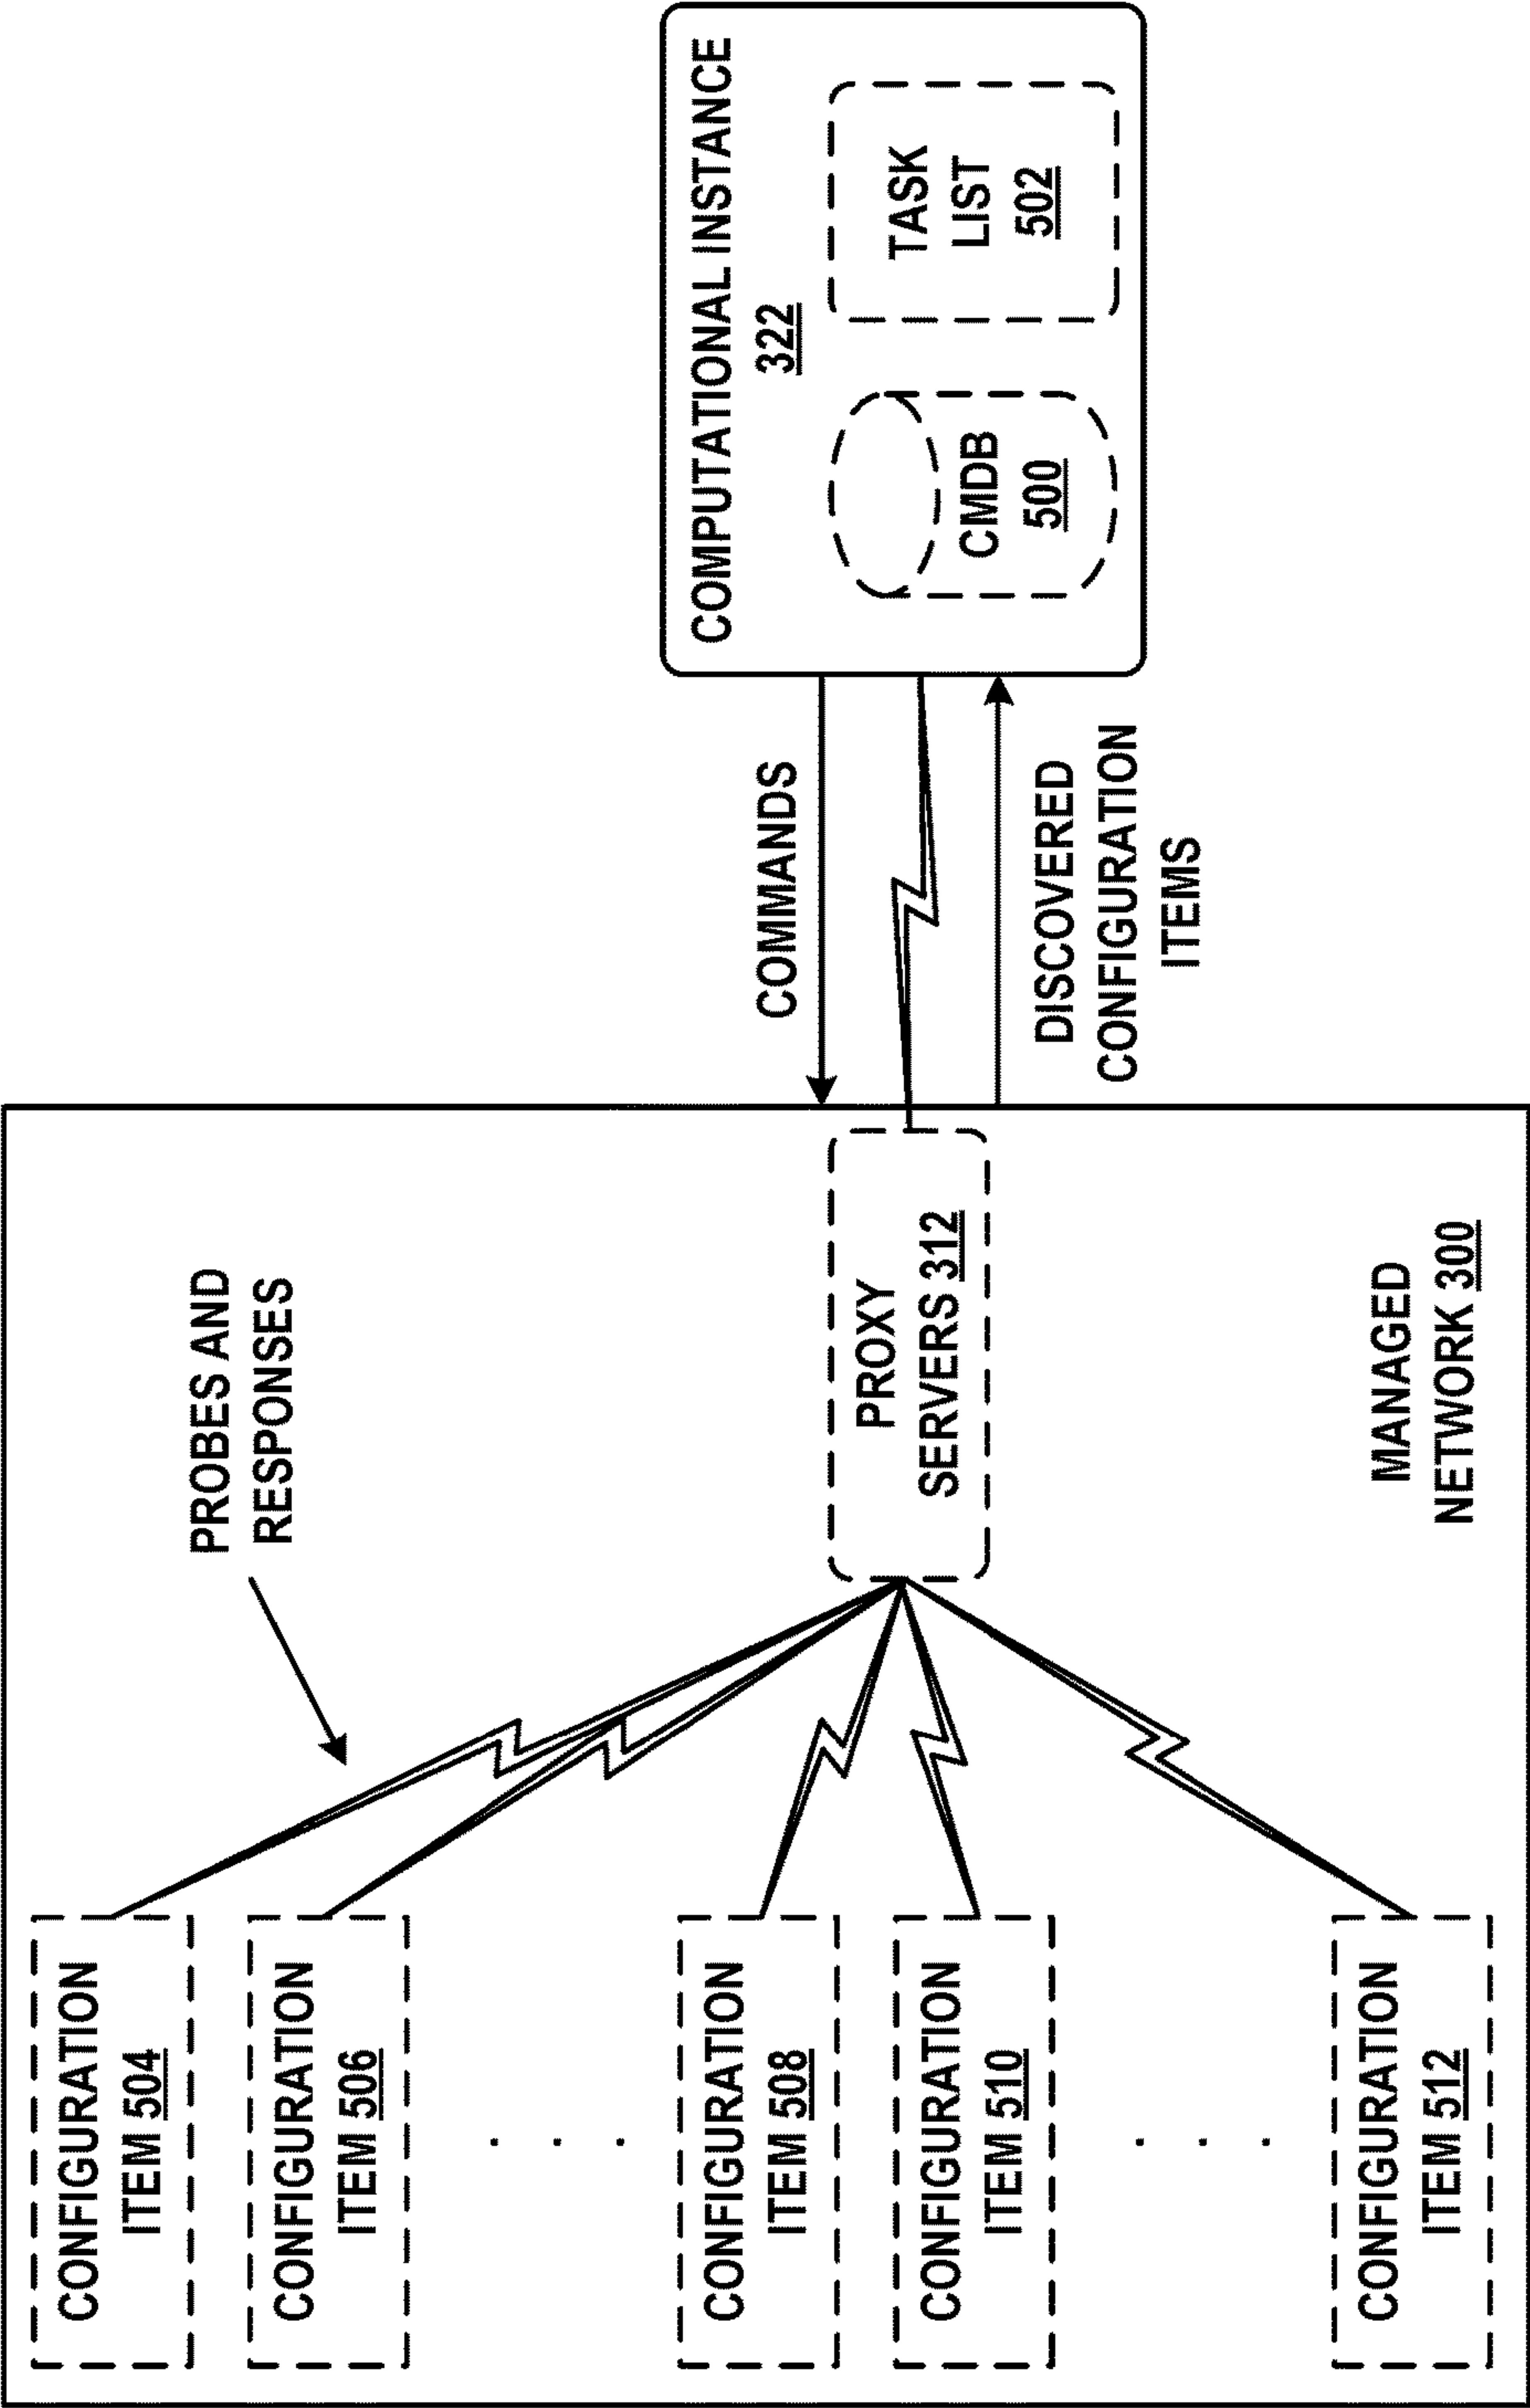 COMPUTATIONAL INSTANCE
322
CMDB
500
TASK
LIST
502
COMMANDS
DISCOVERED
CONFIGURATION
ITEMS
PROBES AND
RESPONSES
PROXY
SERVERS 312
MANAGED
NETWORK 300
CONFIGURATION
ITEM 504
CONFIGURATION
ITEM 506
. . .
CONFIGURATION
ITEM 508
CONFIGURATION
ITEM 510
. . .
CONFIGURATION
ITEM 512